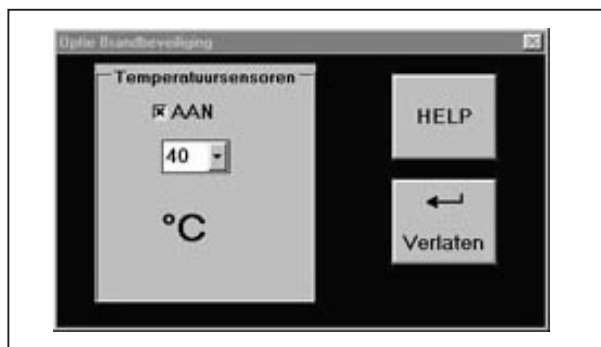 Optie Brandbeveiliging
Temperatuursensoren
AAN
40
°C
HELP
Verlaten